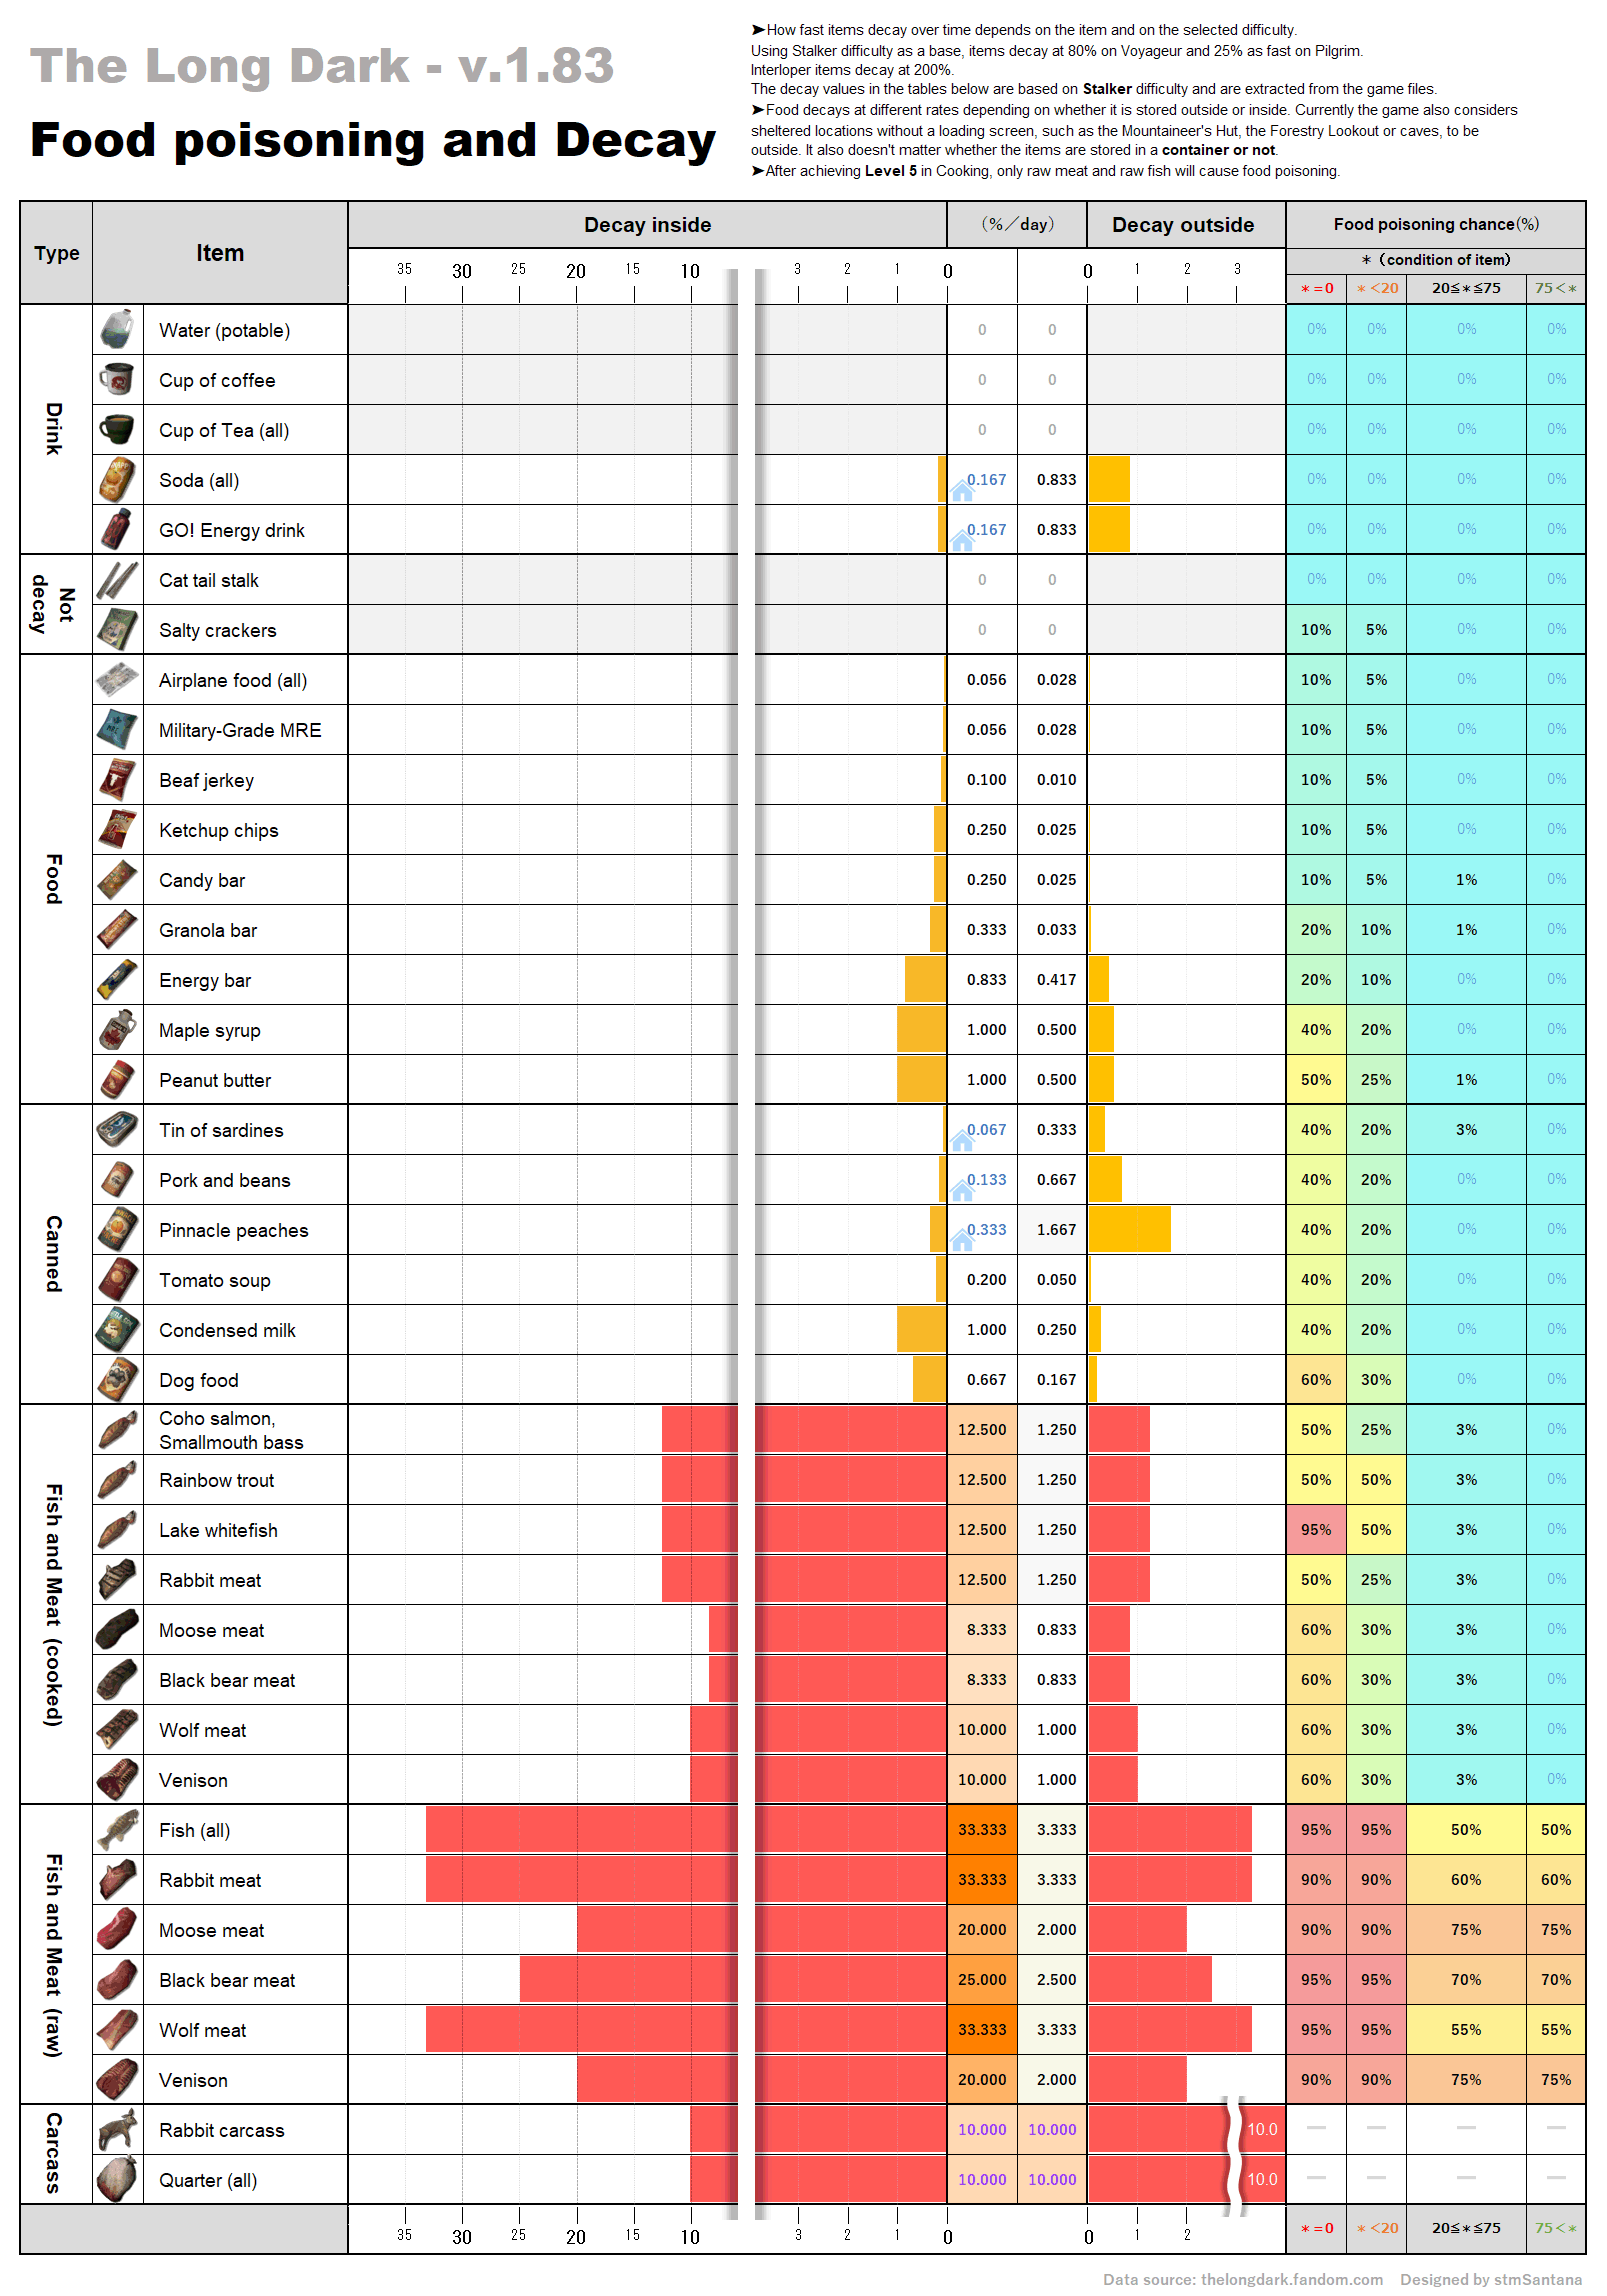 The Long Dark - v.1.83
Food poisoning and Decay
➤How fast items decay over time depends on the item and on the selected difficulty.
Using Stalker difficulty as a base, items decay at 80% on Voyageur and 25% as fast on Pilgrim.
Interloper items decay at 200%.
The decay values in the tables below are based on Stalker difficulty and are extracted from the game files.
➤Food decays at different rates depending on whether it is stored outside or inside. Currently the game also considers
sheltered locations without a loading screen, such as the Mountaineer's Hut, the Forestry Lookout or caves, to be
outside. It also doesn't matter whether the items are stored in a container or not.
➤After achieving Level 5 in Cooking, only raw meat and raw fish will cause food poisoning.
Type Item Decay inside (%/day) Decay outside Food poisoning chance(%)
* (condition of item)
35 30 25 20 15 10 3 2 1 0 0 1 2 3
*=0 *<20 20≦*≦75 75<*
Drink
Water (potable) 0 0 0% 0% 0% 0%
Cup of coffee 0 0 0% 0% 0% 0%
Cup of Tea (all) 0 0 0% 0% 0% 0%
Soda (all) 0.167 0.833 0% 0% 0% 0%
GO! Energy drink 0.167 0.833 0% 0% 0% 0%
Not decay
Cat tail stalk 0 0 0% 0% 0% 0%
Salty crackers 0 0 10% 5% 0% 0%
Food
Airplane food (all) 0.056 0.028 10% 5% 0% 0%
Military-Grade MRE 0.056 0.028 10% 5% 0% 0%
Beaf jerkey 0.100 0.010 10% 5% 0% 0%
Ketchup chips 0.250 0.025 10% 5% 0% 0%
Candy bar 0.250 0.025 10% 5% 1% 0%
Granola bar 0.333 0.033 20% 10% 1% 0%
Energy bar 0.833 0.417 20% 10% 0% 0%
Maple syrup 1.000 0.500 40% 20% 0% 0%
Peanut butter 1.000 0.500 50% 25% 1% 0%
Canned
Tin of sardines 0.067 0.333 40% 20% 3% 0%
Pork and beans 0.133 0.667 40% 20% 0% 0%
Pinnacle peaches 0.333 1.667 40% 20% 0% 0%
Tomato soup 0.200 0.050 40% 20% 0% 0%
Condensed milk 1.000 0.250 40% 20% 0% 0%
Dog food 0.667 0.167 60% 30% 0% 0%
Fish and Meat (cooked)
Coho salmon,
Smallmouth bass 12.500 1.250 50% 25% 3% 0%
Rainbow trout 12.500 1.250 50% 50% 3% 0%
Lake whitefish 12.500 1.250 95% 50% 3% 0%
Rabbit meat 12.500 1.250 50% 25% 3% 0%
Moose meat 8.333 0.833 60% 30% 3% 0%
Black bear meat 8.333 0.833 60% 30% 3% 0%
Wolf meat 10.000 1.000 60% 30% 3% 0%
Venison 10.000 1.000 60% 30% 3% 0%
Fish and Meat (raw)
Fish (all) 33.333 3.333 95% 95% 50% 50%
Rabbit meat 33.333 3.333 90% 90% 60% 60%
Moose meat 20.000 2.000 90% 90% 75% 75%
Black bear meat 25.000 2.500 95% 95% 70% 70%
Wolf meat 33.333 3.333 95% 95% 55% 55%
Venison 20.000 2.000 90% 90% 75% 75%
Carcass
Rabbit carcass 10.000 10.000 10.0 — — — —
Quarter (all) 10.000 10.000 10.0 — — — —
35 30 25 20 15 10 3 2 1 0 0 1 2 *=0 *<20 20≦*≦75 75<*
Data source: thelongdark.fandom.com Designed by stmSantana